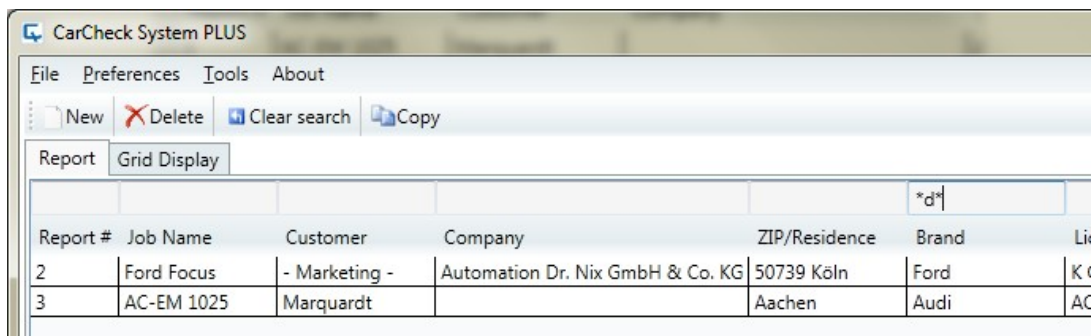 CarCheck System PLUS
File Preferences Tools About
New Delete Clear search Copy
Report Grid Display
*d*
Report # Job Name Customer Company ZIP/Residence Brand
2 Ford Focus - Marketing - Automation Dr. Nix GmbH & Co. KG 50739 Köln Ford K
3 AC-EM 1025 Marquardt Aachen Audi